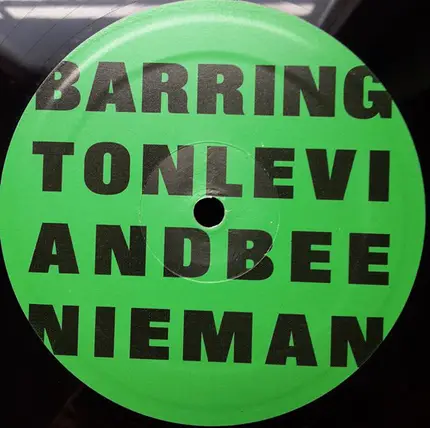 BARRING
TONLEVI
ANDBEE
NIEMAN